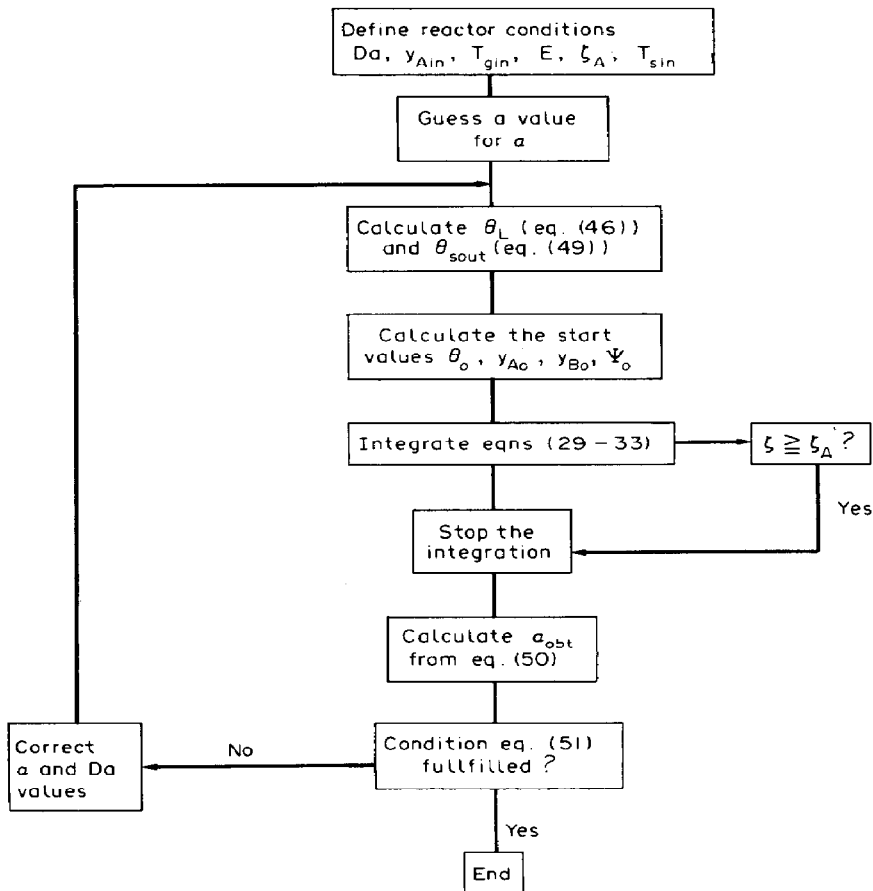 Define reactor conditions
Da, y_Ain, T_gin, E, ζ_A, T_sin
Guess a value
for a
Calculate θ_L (eq. (46))
and θ_sout (eq. (49))
Calculate the start
values θ_o, y_Ao, y_Bo, Ψ_o
Integrate eqns (29 – 33)
ζ ≧ ζ_A ?
Yes
Stop the
integration
Calculate a_obt
from eq. (50)
Correct
a and Da
values
No
Condition eq. (51)
fullfilled ?
Yes
End